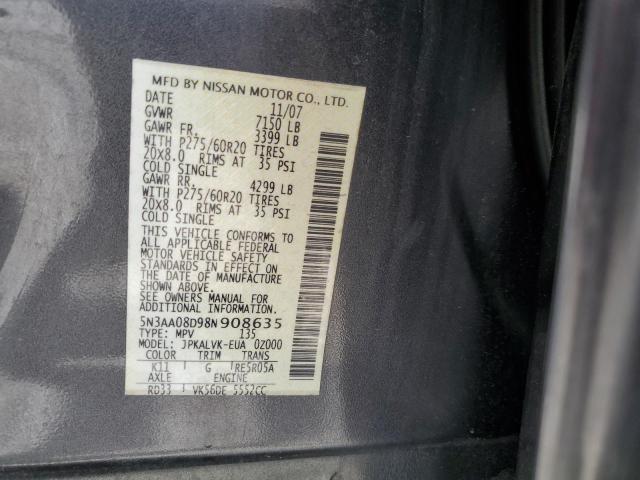 MFD BY NISSAN MOTOR CO., LTD.
DATE 11/07
GVWR 7150 LB
GAWR FR. 3399 LB
WITH P275/60R20 TIRES
20X8.0 RIMS AT 35 PSI
COLD SINGLE
GAWR RR. 4299 LB
WITH P275/60R20 TIRES
20X8.0 RIMS AT 35 PSI
COLD SINGLE
THIS VEHICLE CONFORMS TO
ALL APPLICABLE FEDERAL
MOTOR VEHICLE SAFETY
STANDARDS IN EFFECT ON
THE DATE OF MANUFACTURE
SHOWN ABOVE.
SEE OWNERS MANUAL FOR
ADDITIONAL INFORMATION.
5N3AA08D98N908635
TYPE: MPV 135
MODEL: JPKALVK-EUA 0Z000
COLOR TRIM TRANS
K11 G RE5R05A
AXLE ENGINE
RD33 VK56DE 5552CC